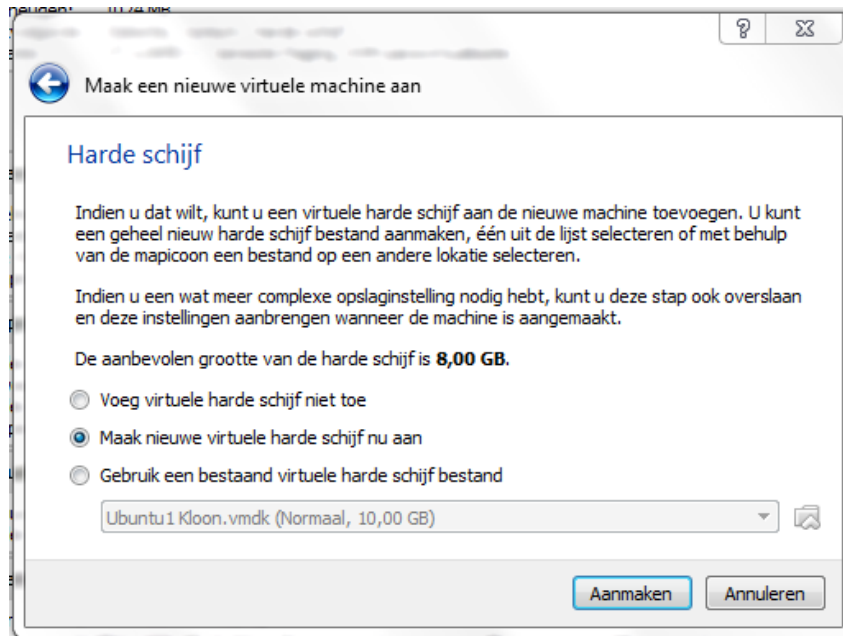 Maak een nieuwe virtuele machine aan
Harde schijf
Indien u dat wilt, kunt u een virtuele harde schijf aan de nieuwe machine toevoegen. U kunt
een geheel nieuw harde schijf bestand aanmaken, één uit de lijst selecteren of met behulp
van de mapicoon een bestand op een andere lokatie selecteren.
Indien u een wat meer complexe opslaginstelling nodig hebt, kunt u deze stap ook overslaan
en deze instellingen aanbrengen wanneer de machine is aangemaakt.
De aanbevolen grootte van de harde schijf is 8,00 GB.
Voeg virtuele harde schijf niet toe
Maak nieuwe virtuele harde schijf nu aan
Gebruik een bestaand virtuele harde schijf bestand
Ubuntu1 Kloon.vmdk (Normaal, 10,00 GB)
Aanmaken Annuleren